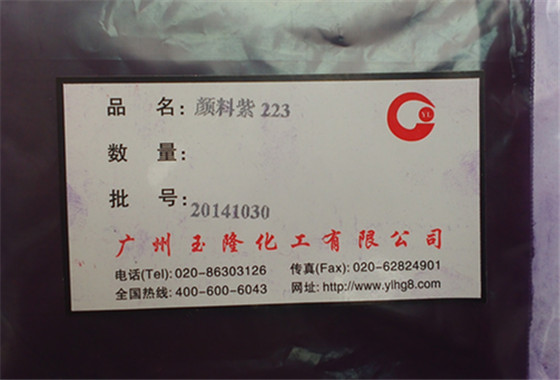 品 名: 颜料紫 223
YL
数 量:
批 号: 20141030
广州玉隆化工有限公司
电话(Tel): 020-86303126 传真(Fax): 020-62824901
全国热线: 400-600-6043 网址: http://www.ylhg8.com